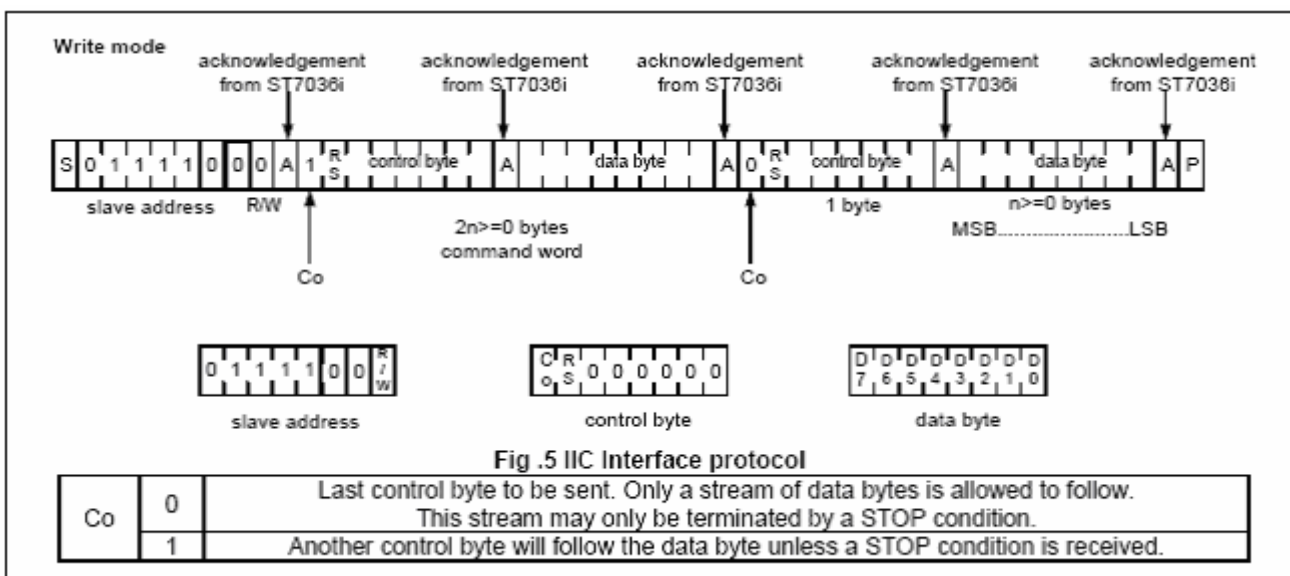 Write mode
acknowledgement acknowledgement acknowledgement acknowledgement acknowledgement
from ST7036i from ST7036i from ST7036i from ST7036i from ST7036i
S 0 1 1 1 1 0 0 0 A 1 RS control byte A data byte A 0 RS control byte A data byte A P
slave address R/W 1 byte n>=0 bytes
2n>=0 bytes MSB............................LSB
command word
Co Co
0 1 1 1 1 0 0 R/W Co RS 0 0 0 0 0 0 D7 D6 D5 D4 D3 D2 D1 D0
slave address control byte data byte
Fig .5 IIC Interface protocol
Co 0 Last control byte to be sent. Only a stream of data bytes is allowed to follow.
This stream may only be terminated by a STOP condition.
1 Another control byte will follow the data byte unless a STOP condition is received.